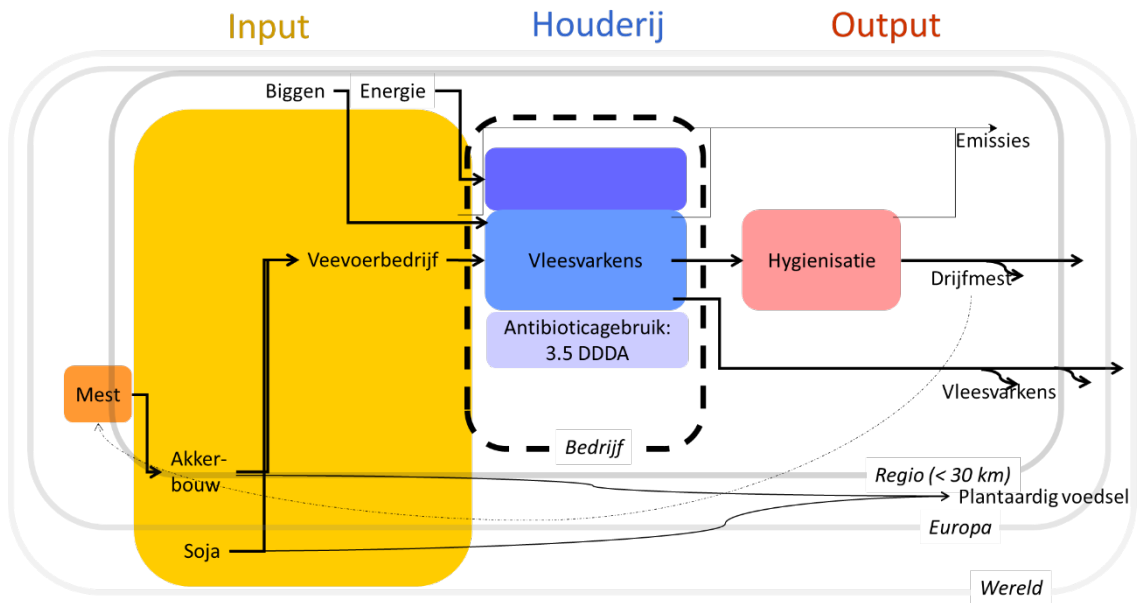 Input
Houderij
Output
Biggen
Energie
Emissies
Veevoerbedrijf
Vleesvarkens
Hygienisatie
Drijfmest
Antibioticagebruik:
3.5 DDDA
Mest
Vleesvarkens
Bedrijf
Akker-
bouw
Regio (< 30 km)
Plantaardig voedsel
Europa
Soja
Wereld